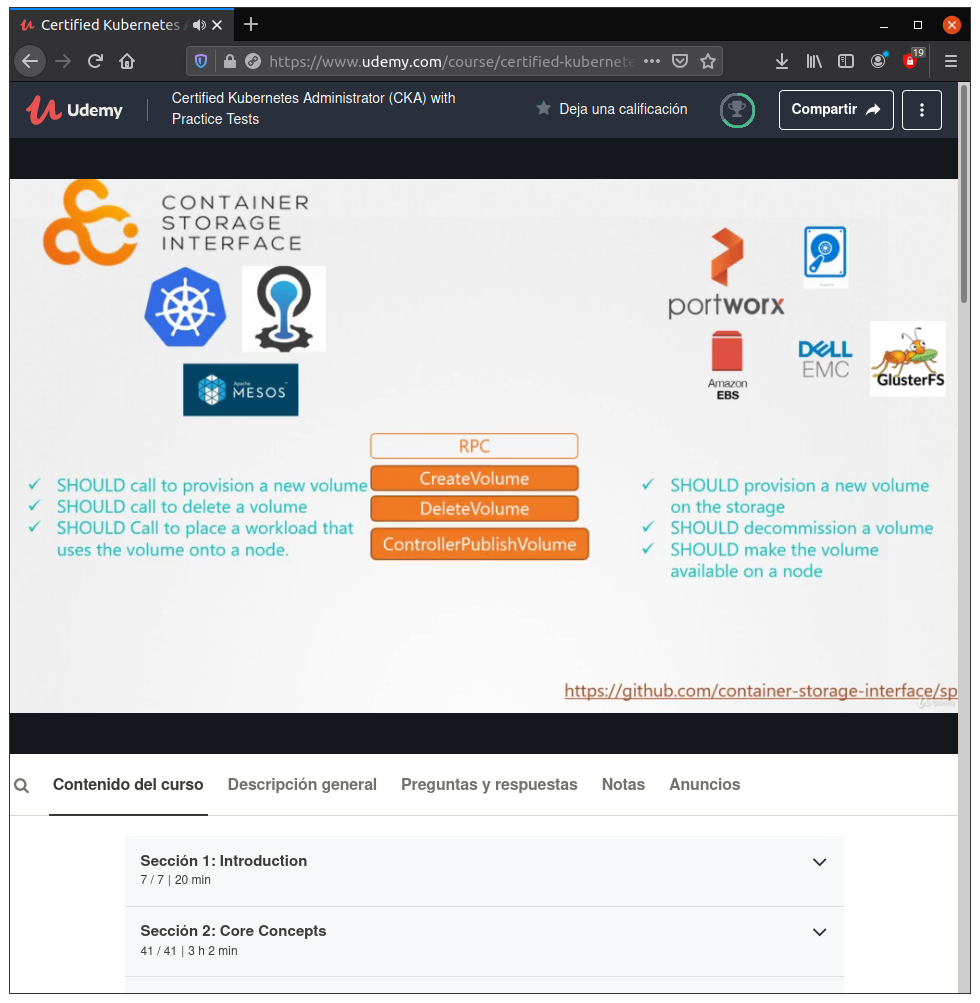 Certified Kubernetes A
https://www.udemy.com/course/certified-kubernete
19
Udemy
Certified Kubernetes Administrator (CKA) with
Practice Tests
Deja una calificación
Compartir
CONTAINER
STORAGE
INTERFACE
portworx
Apache
MESOS
Amazon
EBS
DELL
EMC
GlusterFS
RPC
CreateVolume
DeleteVolume
ControllerPublishVolume
SHOULD call to provision a new volume
SHOULD call to delete a volume
SHOULD Call to place a workload that
uses the volume onto a node.
SHOULD provision a new volume
on the storage
SHOULD decommission a volume
SHOULD make the volume
available on a node
https://github.com/container-storage-interface/sp
Udemy
Contenido del curso
Descripción general
Preguntas y respuestas
Notas
Anuncios
Sección 1: Introduction
7 / 7 | 20 min
Sección 2: Core Concepts
41 / 41 | 3 h 2 min